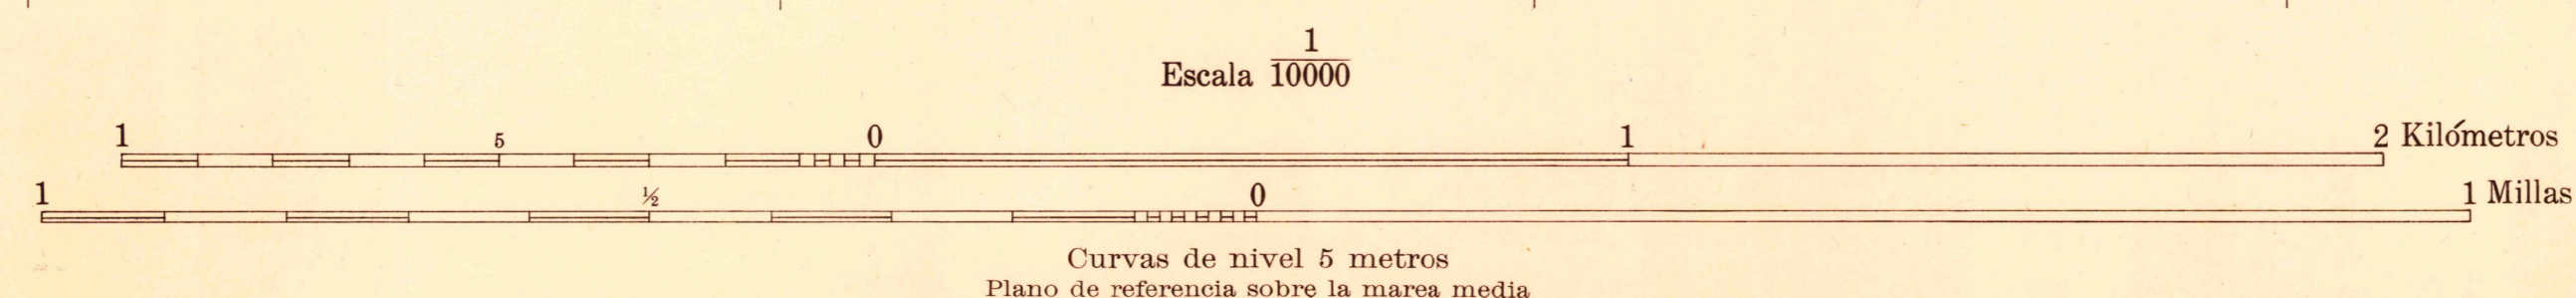 Escala 1/10000
1 5 0 1 2 Kilómetros
1 ½ 0 1 Millas
Curvas de nivel 5 metros
Plano de referencia sobre la marea media